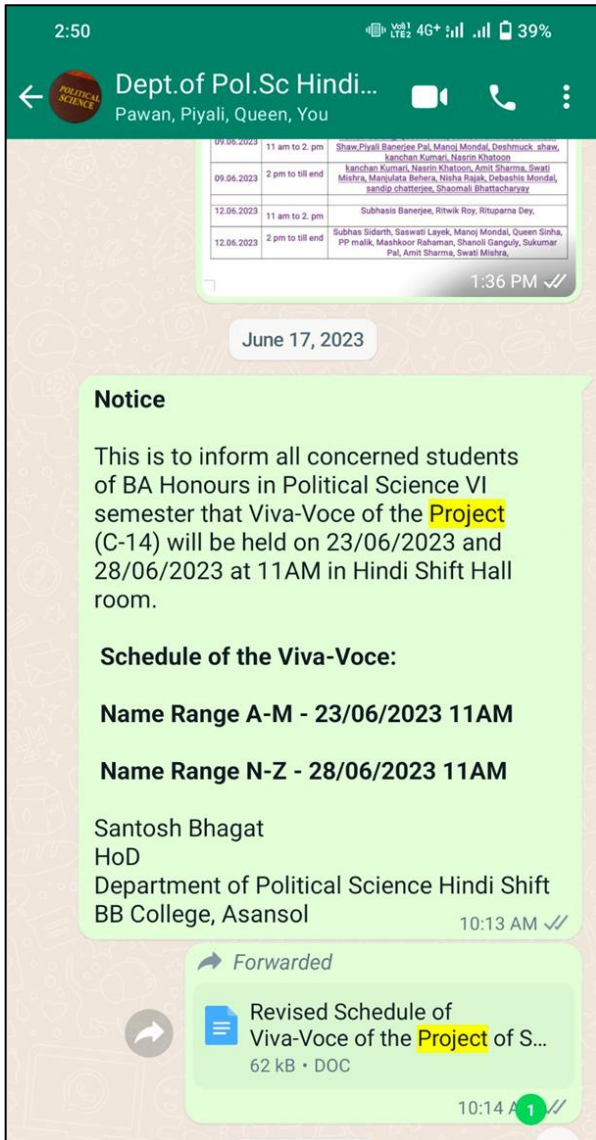 2:50 4G+ 39%
VoWi LTE2
POLITICAL
SCIENCE
Dept.of Pol.Sc Hindi...
Pawan, Piyali, Queen, You
09.06.2023 11 am to 2. pm Shaw,Piyali Banerjee Pal, Manoj Mondal, Deshmuck shaw,
kanchan Kumari, Nasrin Khatoon
09.06.2023 2 pm to till end kanchan Kumari, Nasrin Khatoon, Amit Sharma, Swati
Mishra, Manjulata Behera, Nisha Rajak, Debashis Mondal,
sandip chatterjee, Shaomali Bhattacharyay
12.06.2023 11 am to 2. pm Subhasis Banerjee, Ritwik Roy, Rituparna Dey,
12.06.2023 2 pm to till end Subhas Sidarth, Saswati Layek, Manoj Mondal, Queen Sinha,
PP malik, Mashkoor Rahaman, Shanoli Ganguly, Sukumar
Pal, Amit Sharma, Swati Mishra,
1:36 PM
June 17, 2023
Notice
This is to inform all concerned students
of BA Honours in Political Science VI
semester that Viva-Voce of the Project
(C-14) will be held on 23/06/2023 and
28/06/2023 at 11AM in Hindi Shift Hall
room.
Schedule of the Viva-Voce:
Name Range A-M - 23/06/2023 11AM
Name Range N-Z - 28/06/2023 11AM
Santosh Bhagat
HoD
Department of Political Science Hindi Shift
BB College, Asansol
10:13 AM
Forwarded
Revised Schedule of
Viva-Voce of the Project of S...
62 kB • DOC
10:14 A
1